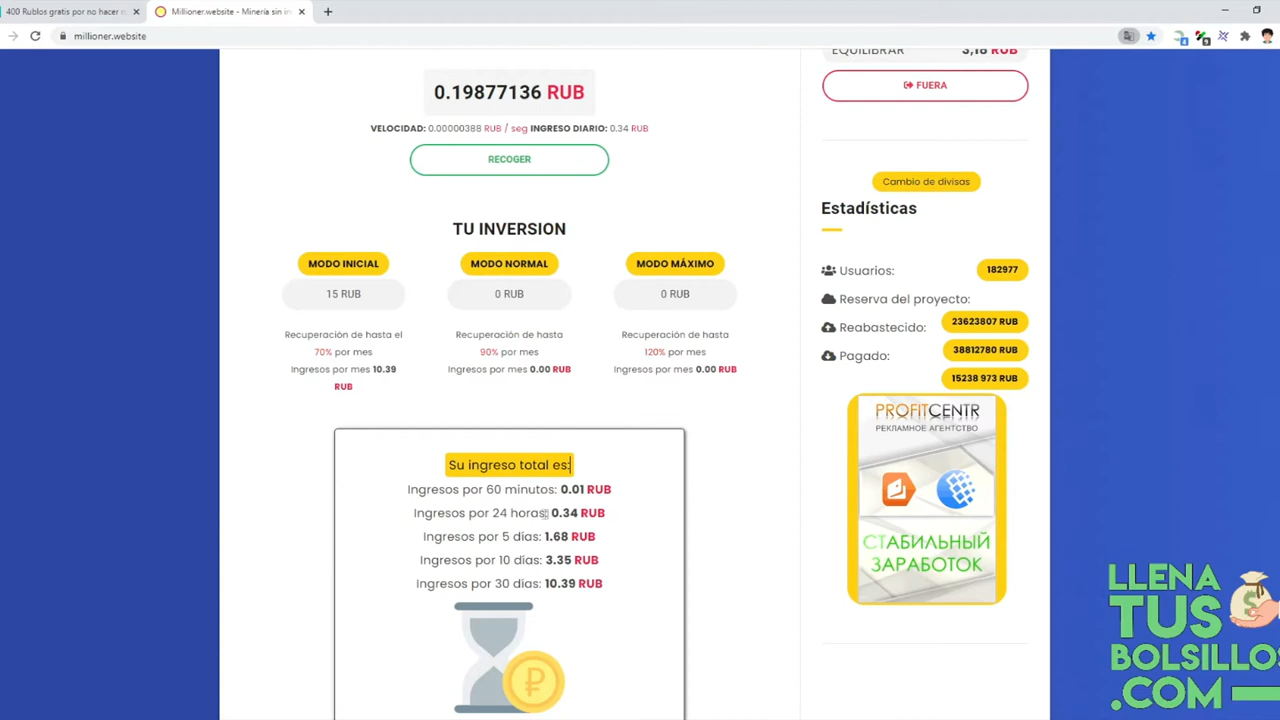 400 Rublos gratis por no hacer n
Millioner.website - Minería sin in
millioner.website
0.19877136 RUB
VELOCIDAD: 0.00000388 RUB / seg INGRESO DIARIO: 0.34 RUB
RECOGER
TU INVERSION
MODO INICIAL
15 RUB
Recuperación de hasta el
70% por mes
Ingresos por mes 10.39
RUB
MODO NORMAL
0 RUB
Recuperación de hasta
90% por mes
Ingresos por mes 0.00 RUB
MODO MÁXIMO
0 RUB
Recuperación de hasta
120% por mes
Ingresos por mes 0.00 RUB
Su ingreso total es:
Ingresos por 60 minutos: 0.01 RUB
Ingresos por 24 horas: 0.34 RUB
Ingresos por 5 días: 1.68 RUB
Ingresos por 10 días: 3.35 RUB
Ingresos por 30 días: 10.39 RUB
EQUILIBRAR 3,18 RUB
FUERA
Cambio de divisas
Estadísticas
Usuarios: 182977
Reserva del proyecto:
23623807 RUB
Reabastecido:
38812780 RUB
Pagado:
15238 973 RUB
PROFITCENTR
РЕКЛАМНОЕ АГЕНТСТВО
СТАБИЛЬНЫЙ
ЗАРАБОТОК
LLENA
TUS
BOLSILLOS
.COM